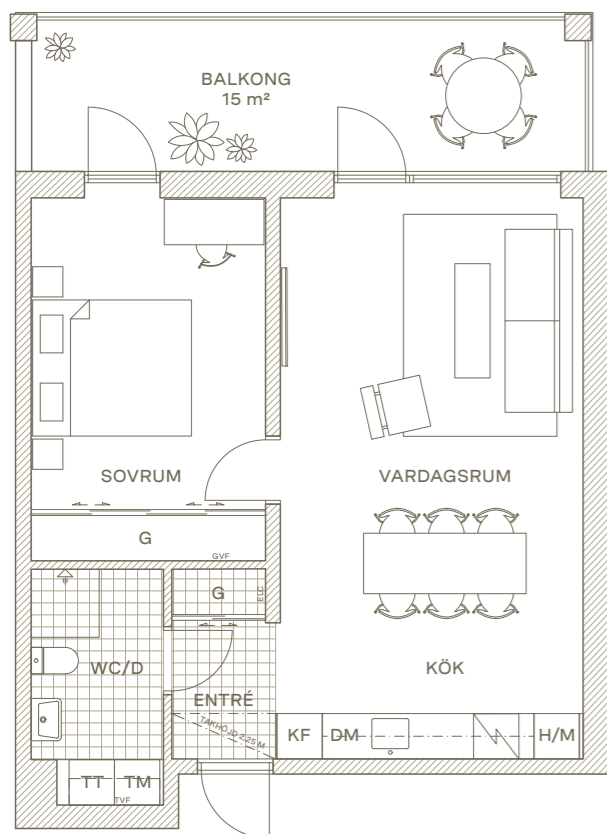 BALKONG
15 m²
SOVRUM
VARDAGSRUM
G
GVF
G
ELC
WC/D
KÖK
ENTRÉ
TAKHÖJD 2,25 M
KF
DM
H/M
TT
TM
TVF